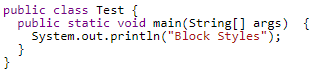 public class Test {
  public static void main(String[] args)  {
    System.out.println("Block Styles");
  }
}